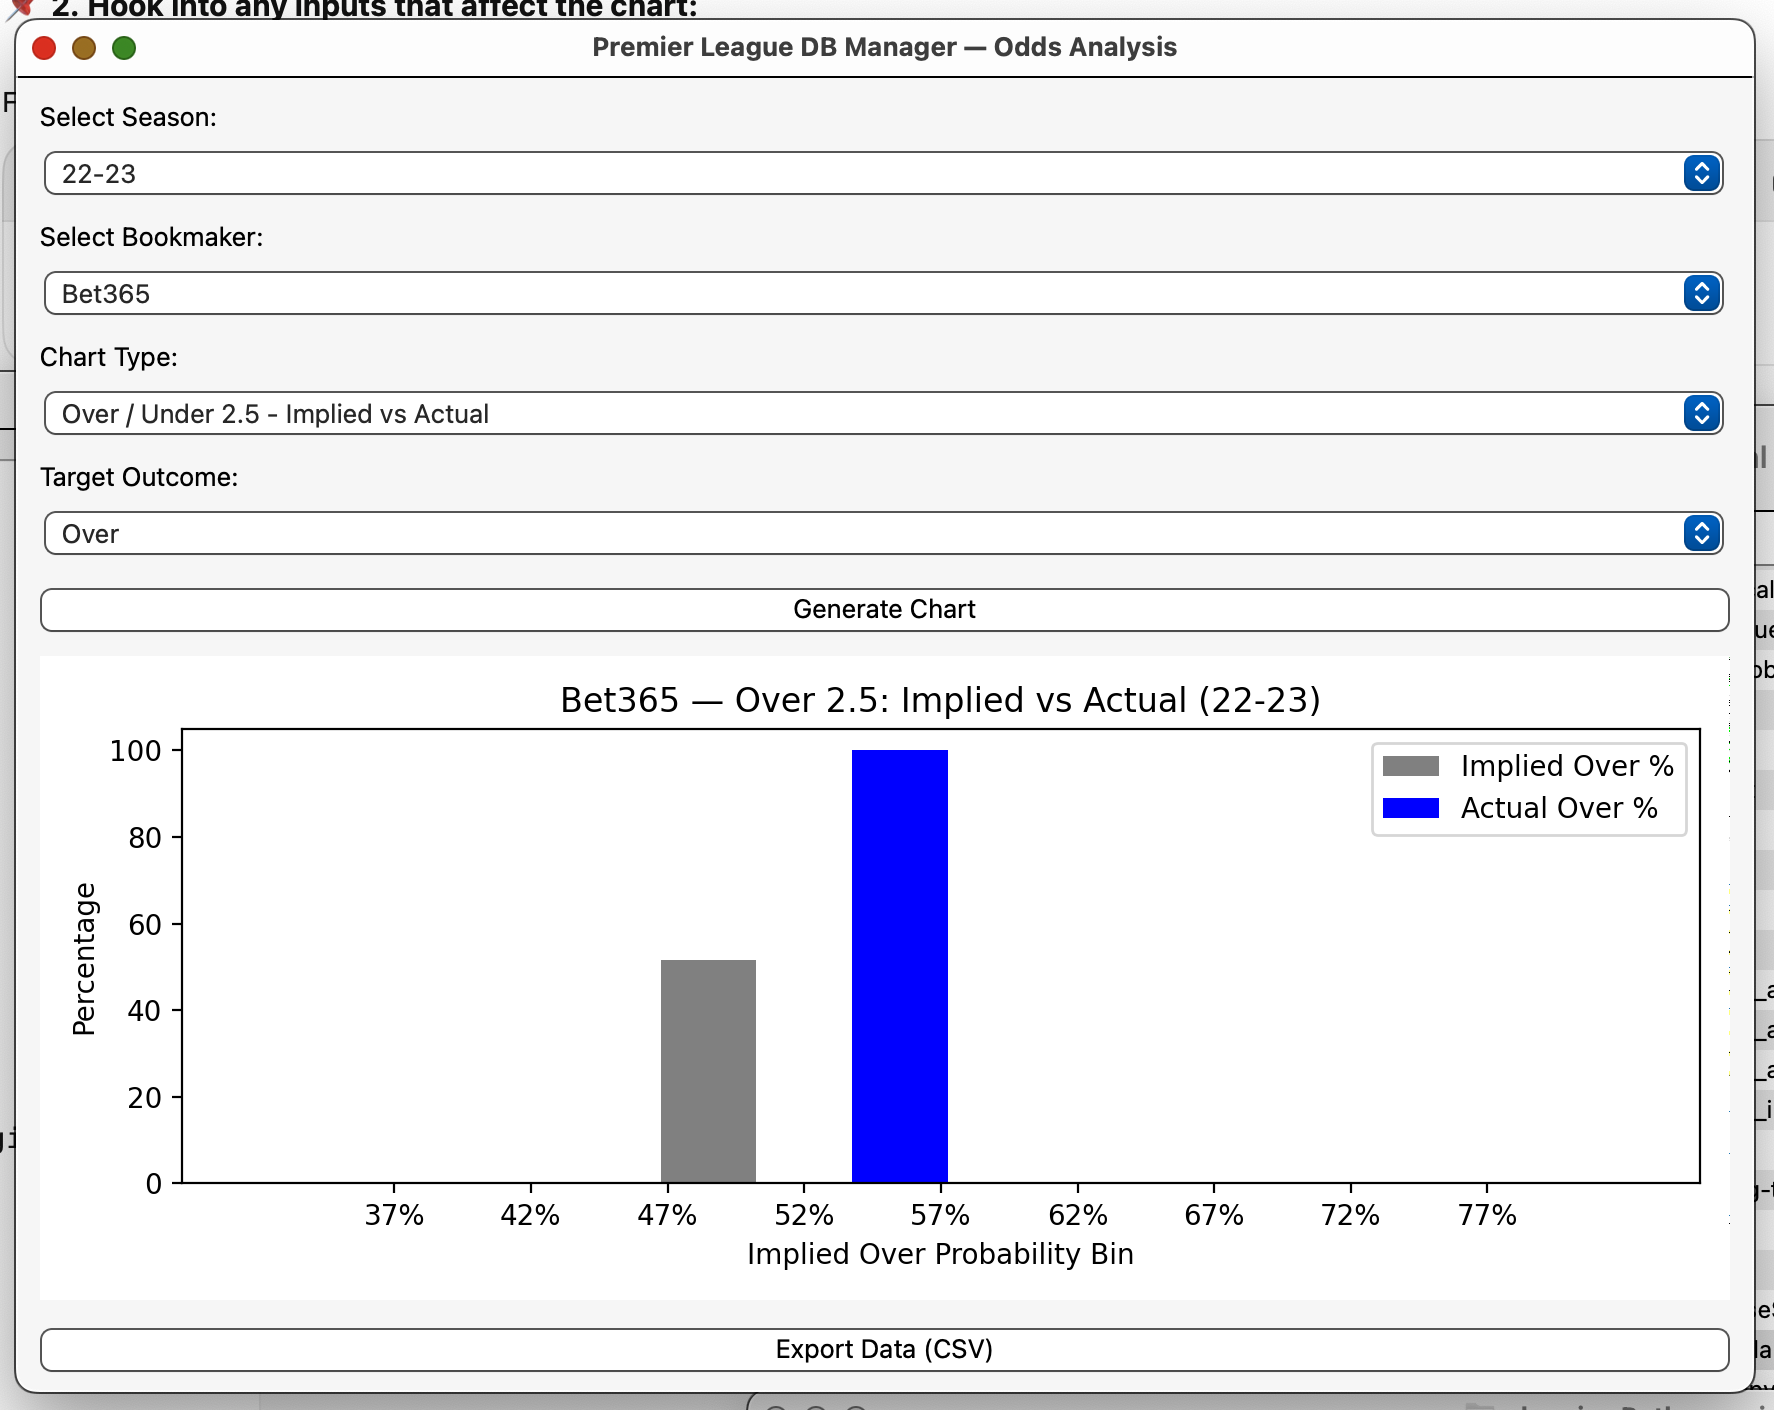 2. Hook into any inputs that affect the chart:
Premier League DB Manager — Odds Analysis
Select Season:
22-23
Select Bookmaker:
Bet365
Chart Type:
Over / Under 2.5 - Implied vs Actual
Target Outcome:
Over
Generate Chart
Bet365 — Over 2.5: Implied vs Actual (22-23)
Implied Over %
Actual Over %
Percentage
100
80
60
40
20
0
37% 42% 47% 52% 57% 62% 67% 72% 77%
Implied Over Probability Bin
Export Data (CSV)